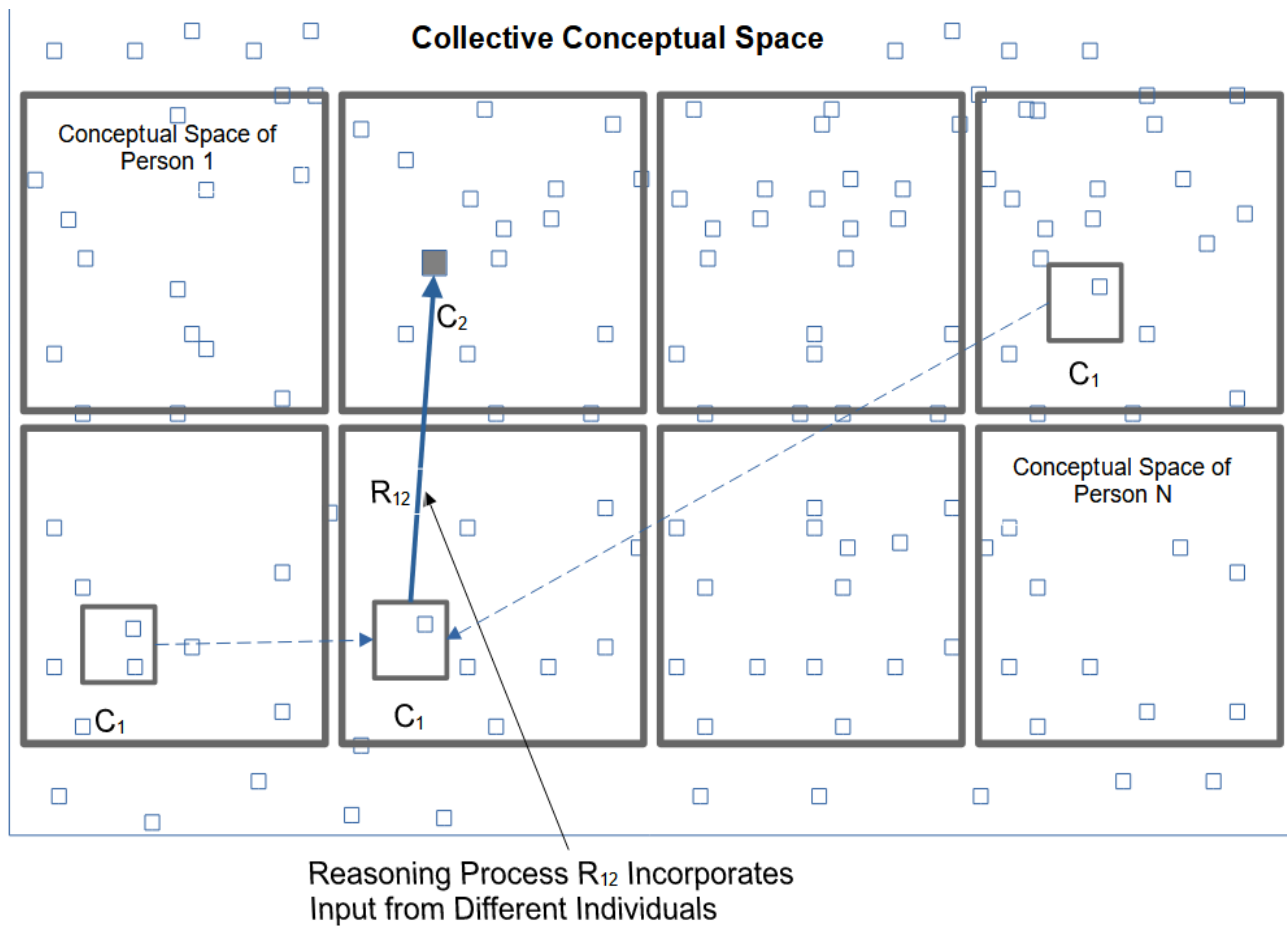 Collective Conceptual Space
Conceptual Space of
Person 1
C₂
C₁
R₁₂
Conceptual Space of
Person N
C₁
C₁
Reasoning Process R₁₂ Incorporates
Input from Different Individuals